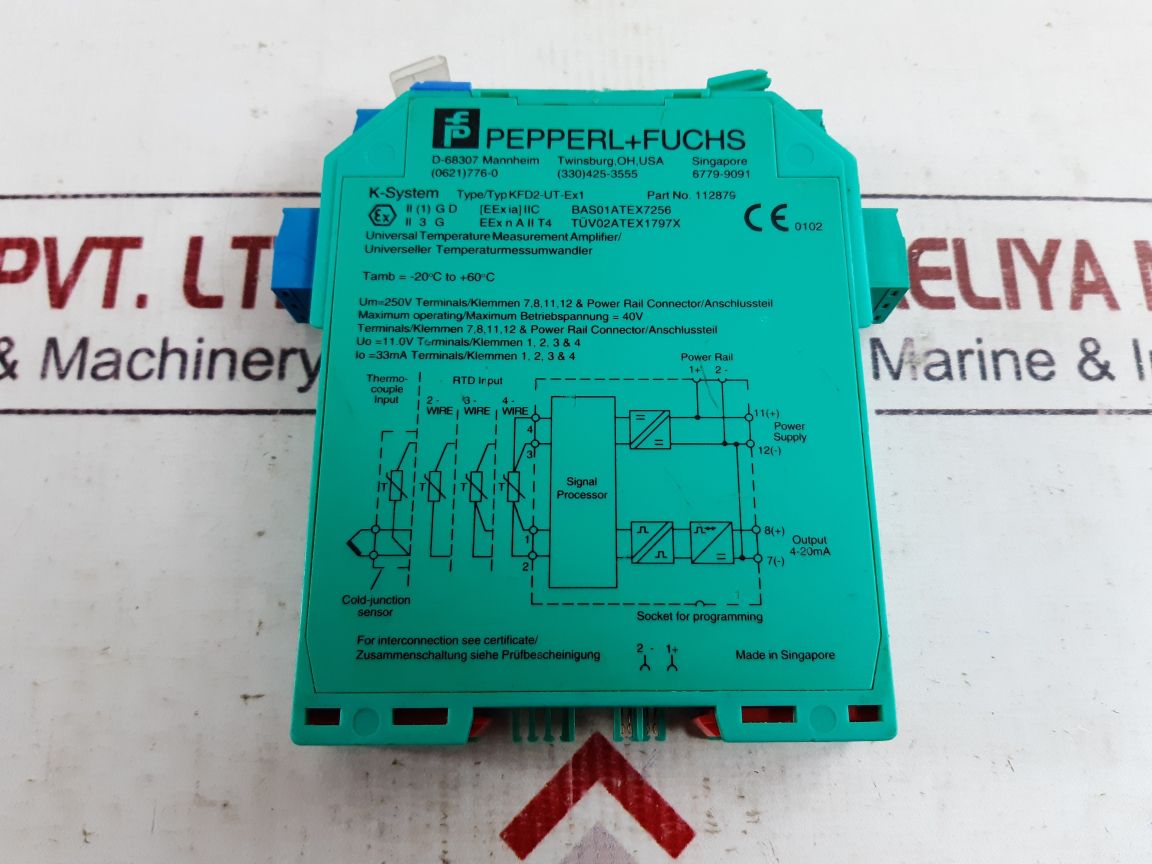 PEPPERL+FUCHS
D-68307 Mannheim Twinsburg,OH,USA Singapore
(0621)776-0 (330)425-3555 6779-9091
K-System Type/Typ KFD2-UT-Ex1 Part No. 112879
Ex II (1) G D [EEx ia] IIC BAS01ATEX7256
II 3 G EEx n A II T4 TÜV02ATEX1797X
CE 0102
Universal Temperature Measurement Amplifier/
Universeller Temperaturmessumwandler
Tamb = -20°C to +60°C
Um=250V Terminals/Klemmen 7,8,11,12 & Power Rail Connector/Anschlussteil
Maximum operating/Maximum Betriebspannung = 40V
Terminals/Klemmen 7,8,11,12 & Power Rail Connector/Anschlussteil
Uo =11.0V Terminals/Klemmen 1, 2, 3 & 4
Io =33mA Terminals/Klemmen 1, 2, 3 & 4
Power Rail
1+ 2 -
Thermo-
couple
Input
RTD Input
2 -
WIRE
3 -
WIRE
4 -
WIRE
4
3
1
2
T T T T
Signal
Processor
11(+)
Power
Supply
12(-)
8(+)
Output
4-20mA
7(-)
Cold-junction
sensor
1
Socket for programming
For interconnection see certificate/
Zusammenschaltung siehe Prüfbescheinigung
2 - 1+
Made in Singapore
PVT. LT
& Machinery
ELIYA
Marine & I